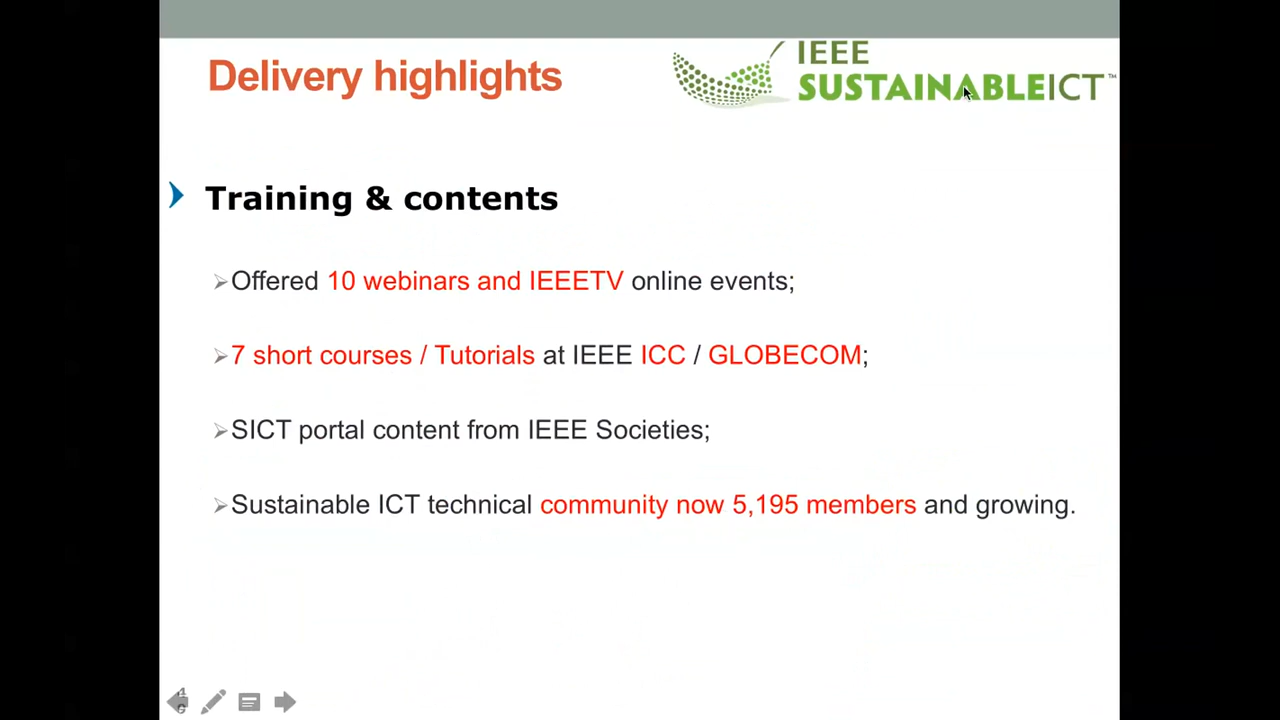 Delivery highlights
IEEE
SUSTAINABLEICT™
Training & contents
Offered 10 webinars and IEEETV online events;
7 short courses / Tutorials at IEEE ICC / GLOBECOM;
SICT portal content from IEEE Societies;
Sustainable ICT technical community now 5,195 members and growing.